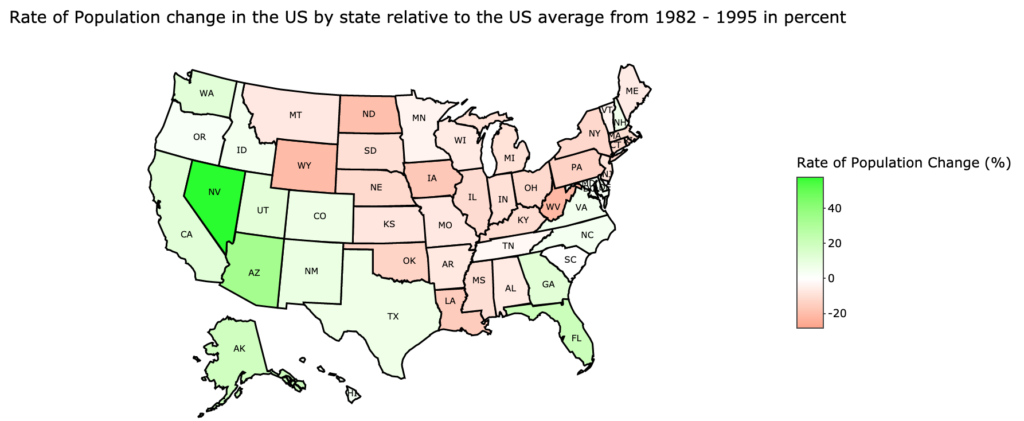 Rate of Population change in the US by state relative to the US average from 1982 - 1995 in percent
WA
MT
ND
MN
ME
VT
NH
OR
ID
WY
SD
WI
MI
NY
MA
CT
NV
UT
CO
NE
IA
IL
IN
OH
PA
NJ
WV
VA
CA
KS
MO
KY
NC
AZ
NM
OK
AR
TN
SC
TX
LA
MS
AL
GA
FL
AK
HI
Rate of Population Change (%)
40
20
0
-20